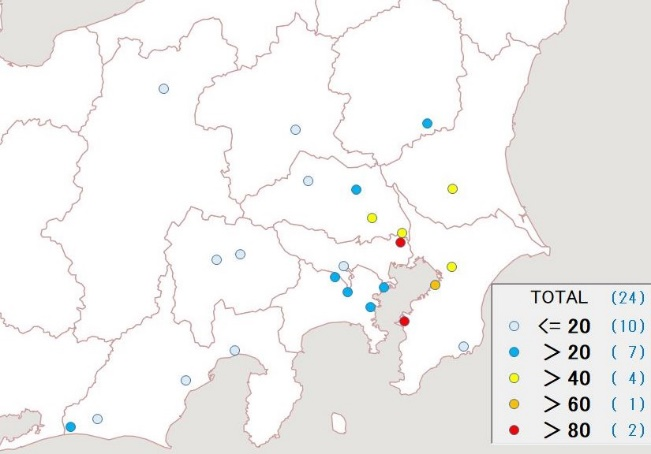 TOTAL (24)
<= 20 (10)
> 20 ( 7)
> 40 ( 4)
> 60 ( 1)
> 80 ( 2)